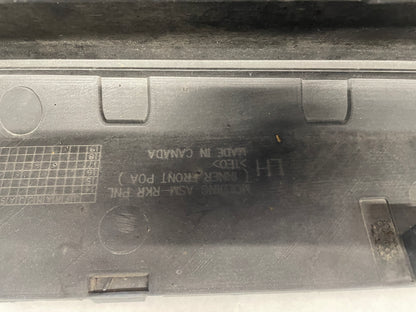 MOLDING ASM-RKR PNL
( INNER FRONT POA )
>TEO<
LH
MADE IN CANADA